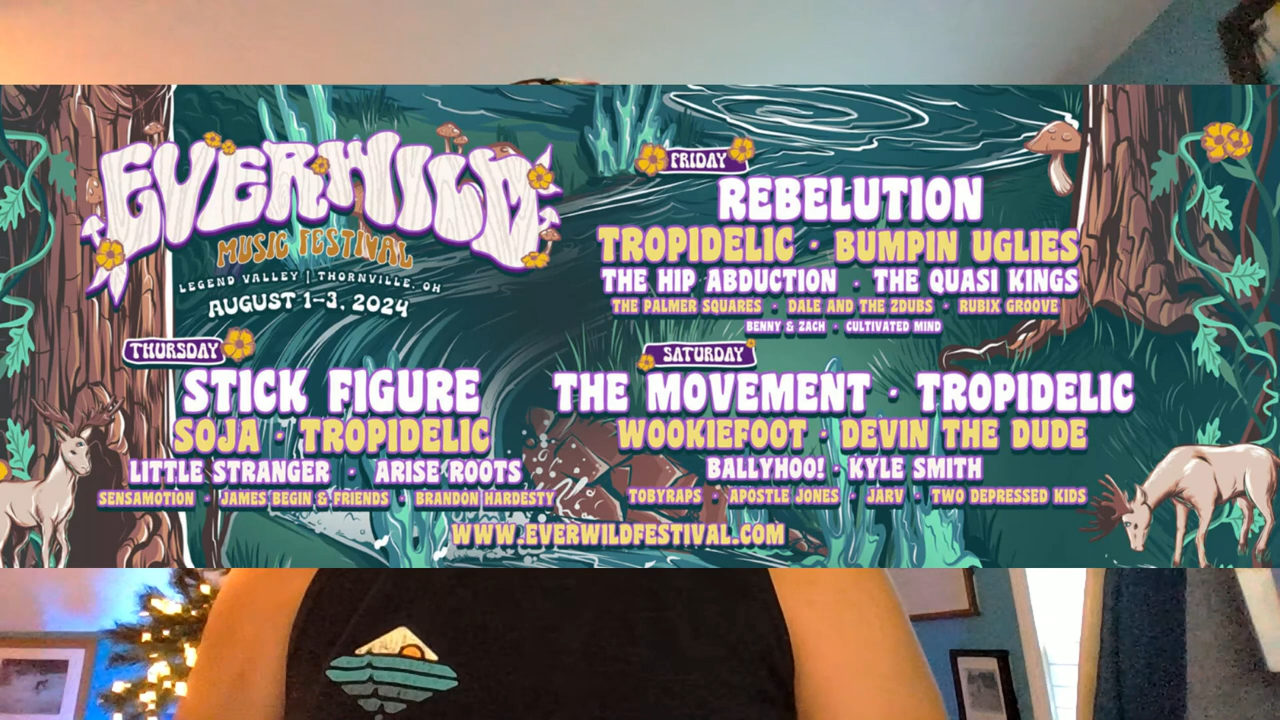 EVERWILD
MUSIC FESTIVAL
LEGEND VALLEY | THORNVILLE, OH
AUGUST 1-3, 2024
THURSDAY
STICK FIGURE
SOJA · TROPIDELIC
LITTLE STRANGER · ARISE ROOTS
SENSAMOTION · JAMES BEGIN & FRIENDS · BRANDON HARDESTY
FRIDAY
REBELUTION
TROPIDELIC · BUMPIN UGLIES
THE HIP ABDUCTION · THE QUASI KINGS
THE PALMER SQUARES · DALE AND THE ZDUBS · RUBIX GROOVE
BENNY & ZACH · CULTIVATED MIND
SATURDAY
THE MOVEMENT · TROPIDELIC
WOOKIEFOOT · DEVIN THE DUDE
BALLYHOO! · KYLE SMITH
TOBYRAPS · APOSTLE JONES · JARV · TWO DEPRESSED KIDS
WWW.EVERWILDFESTIVAL.COM